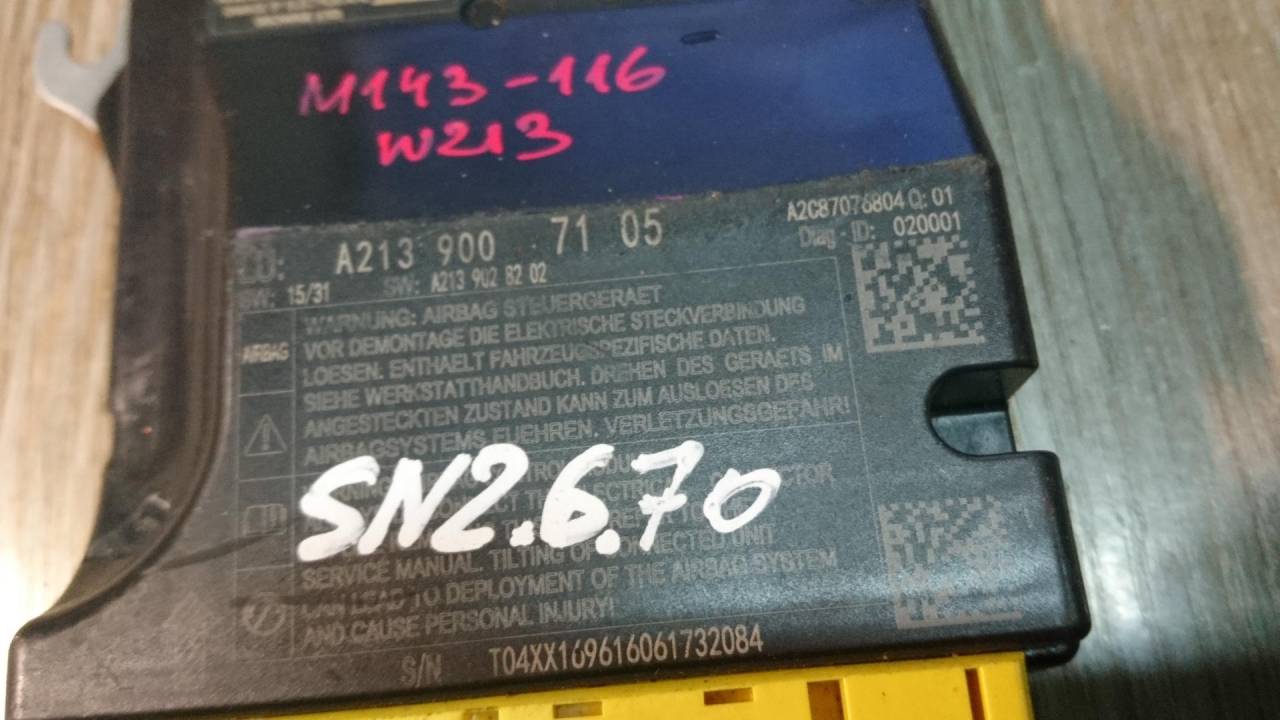 M143-116
W213
A213 900 71 05
A2C87076804 Q: 01
Diag - ID: 020001
SW: 15/31 SW: A213 902 82 02
AIRBAG
WARNUNG: AIRBAG STEUERGERAET
VOR DEMONTAGE DIE ELEKTRISCHE STECKVERBINDUNG
LOESEN. ENTHAELT FAHRZEUGSPEZIFISCHE DATEN.
SIEHE WERKSTATTHANDBUCH. DREHEN DES GERAETS IM
ANGESTECKTEN ZUSTAND KANN ZUM AUSLOESEN DES
AIRBAGSYSTEMS FUEHREN. VERLETZUNGSGEFAHR!
SN2.6.70
SERVICE MANUAL. TILTING OF CONNECTED UNIT
CAN LEAD TO DEPLOYMENT OF THE AIRBAG SYSTEM
AND CAUSE PERSONAL INJURY!
S/N T04XX169616061732084